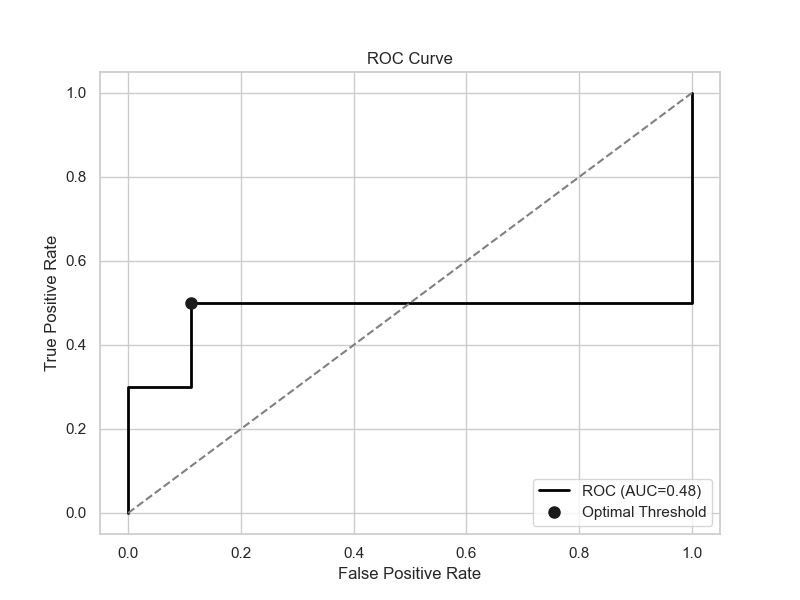 ROC Curve
True Positive Rate
1.0
0.8
0.6
0.4
0.2
0.0
ROC (AUC=0.48)
Optimal Threshold
0.0 0.2 0.4 0.6 0.8 1.0
False Positive Rate